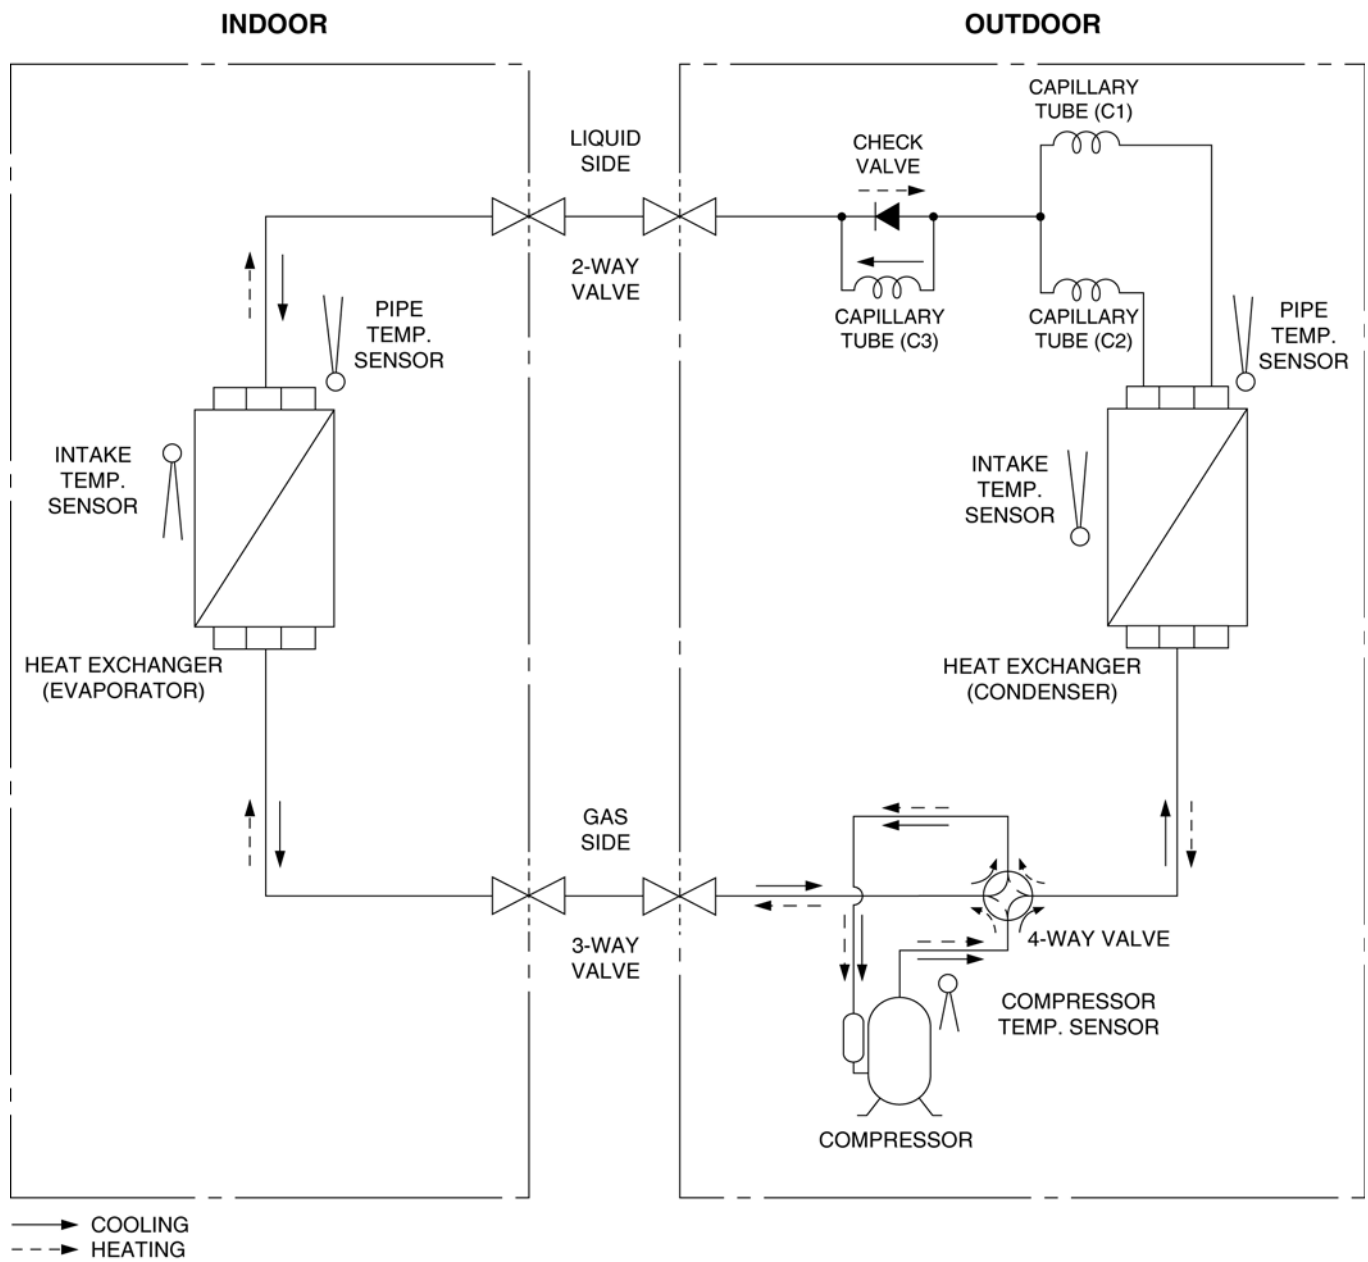 INDOOR
OUTDOOR
CAPILLARY
TUBE (C1)
LIQUID
SIDE
CHECK
VALVE
2-WAY
VALVE
PIPE
TEMP.
SENSOR
CAPILLARY
TUBE (C3)
CAPILLARY
TUBE (C2)
PIPE
TEMP.
SENSOR
INTAKE
TEMP.
SENSOR
INTAKE
TEMP.
SENSOR
HEAT EXCHANGER
(EVAPORATOR)
HEAT EXCHANGER
(CONDENSER)
GAS
SIDE
3-WAY
VALVE
4-WAY VALVE
COMPRESSOR
TEMP. SENSOR
COMPRESSOR
COOLING
HEATING